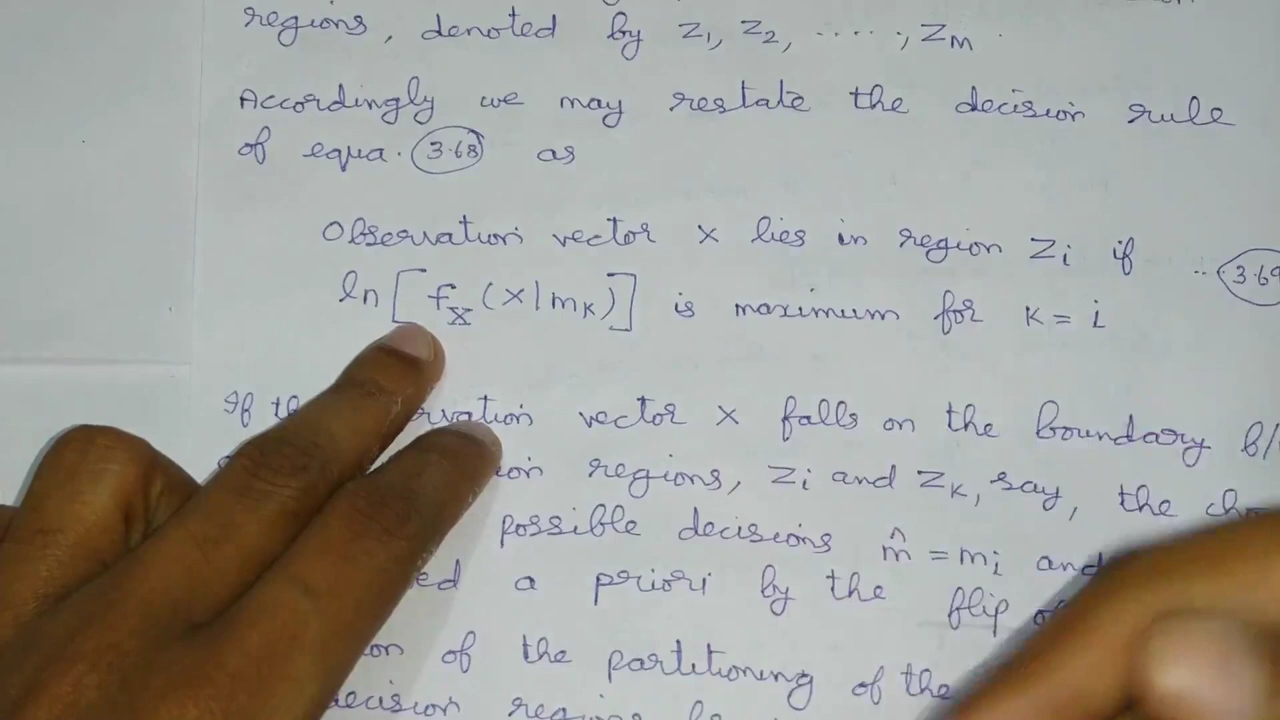 regions, denoted by Z1, Z2, ....., ZM.
Accordingly we may restate the decision rule
of equa. (3.68) as
Observation vector x lies in region Zi if
ln[fX(x|mK)] is maximum for K = i
If vector x falls on the boundary
regions, Zi and ZK, say, the
possible decisions m̂ = mi and
a priori by the flip
of the partitioning of the